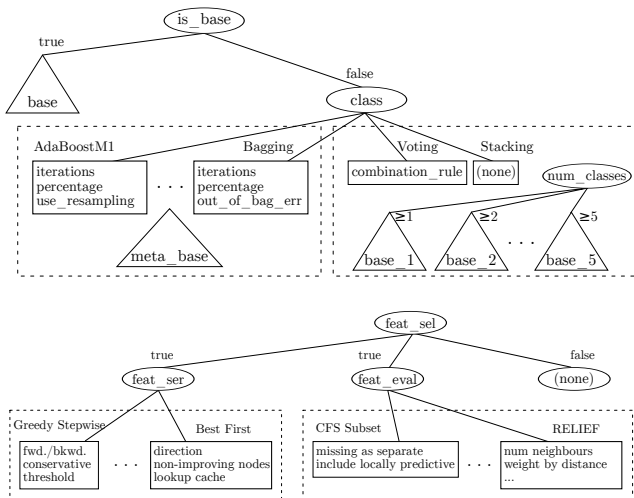 is_base
true
false
base
class
AdaBoostM1
Bagging
Voting
Stacking
iterations
percentage
use_resampling
. . .
iterations
percentage
out_of_bag_err
combination_rule
(none)
num_classes
meta_base
≥1
≥2
≥5
base_1
base_2
. . .
base_5
feat_sel
true
true
false
feat_ser
feat_eval
(none)
Greedy Stepwise
Best First
CFS Subset
RELIEF
fwd./bkwd.
conservative
threshold
. . .
direction
non-improving nodes
lookup cache
missing as separate
include locally predictive
. . .
num neighbours
weight by distance
...